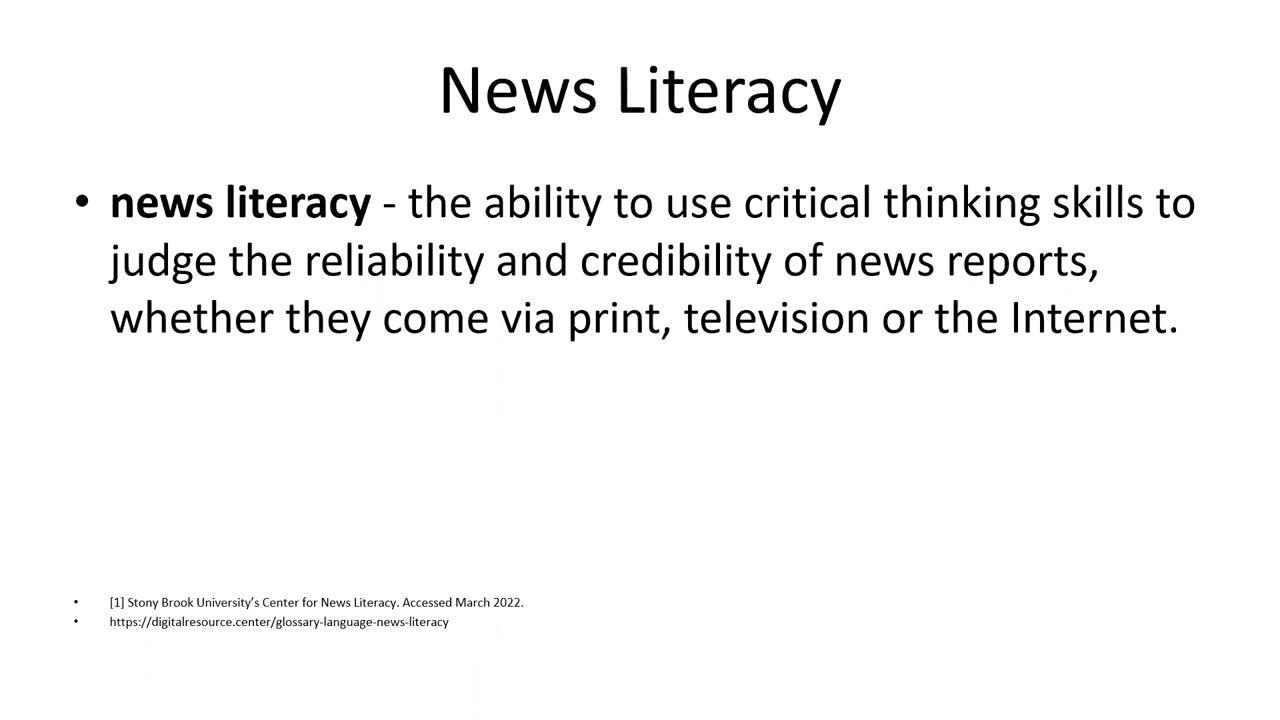 News Literacy
• news literacy - the ability to use critical thinking skills to
judge the reliability and credibility of news reports,
whether they come via print, television or the Internet.
• [1] Stony Brook University’s Center for News Literacy. Accessed March 2022.
• https://digitalresource.center/glossary-language-news-literacy